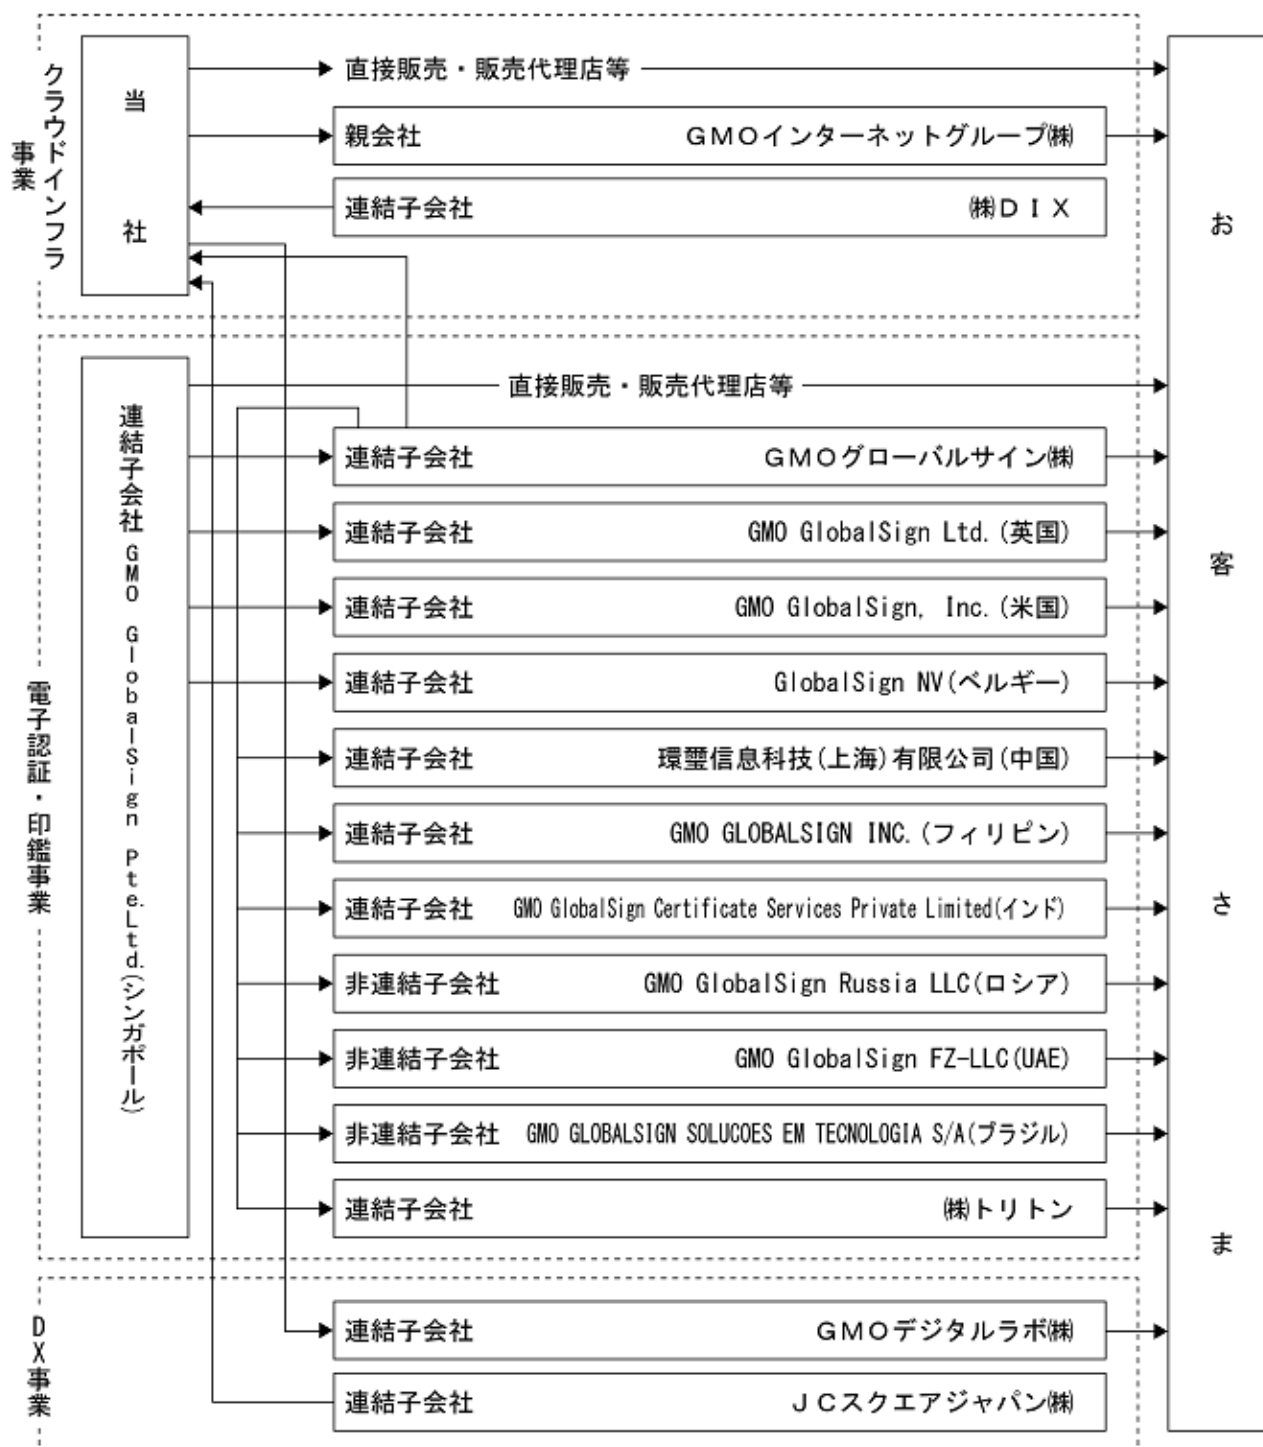 クラウドインフラ
事業
当社
直接販売・販売代理店等
親会社 GMOインターネットグループ㈱
連結子会社 ㈱DIX
電子認証・印鑑事業
連結子会社 GMO GlobalSign Pte.Ltd.(シンガポール)
直接販売・販売代理店等
連結子会社 GMOグローバルサイン㈱
連結子会社 GMO GlobalSign Ltd.(英国)
連結子会社 GMO GlobalSign, Inc.(米国)
連結子会社 GlobalSign NV(ベルギー)
連結子会社 環璽信息科技(上海)有限公司(中国)
連結子会社 GMO GLOBALSIGN INC.(フィリピン)
連結子会社 GMO GlobalSign Certificate Services Private Limited(インド)
非連結子会社 GMO GlobalSign Russia LLC(ロシア)
非連結子会社 GMO GlobalSign FZ-LLC(UAE)
非連結子会社 GMO GLOBALSIGN SOLUCOES EM TECNOLOGIA S/A(ブラジル)
連結子会社 ㈱トリトン
DX事業
連結子会社 GMOデジタルラボ㈱
連結子会社 JCスクエアジャパン㈱
お客さま